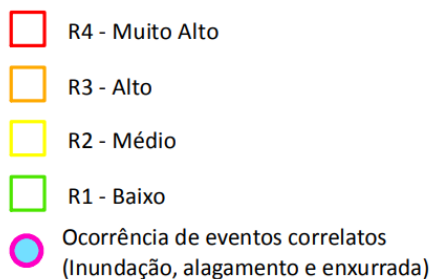 R4 - Muito Alto
R3 - Alto
R2 - Médio
R1 - Baixo
Ocorrência de eventos correlatos
(Inundação, alagamento e enxurrada)